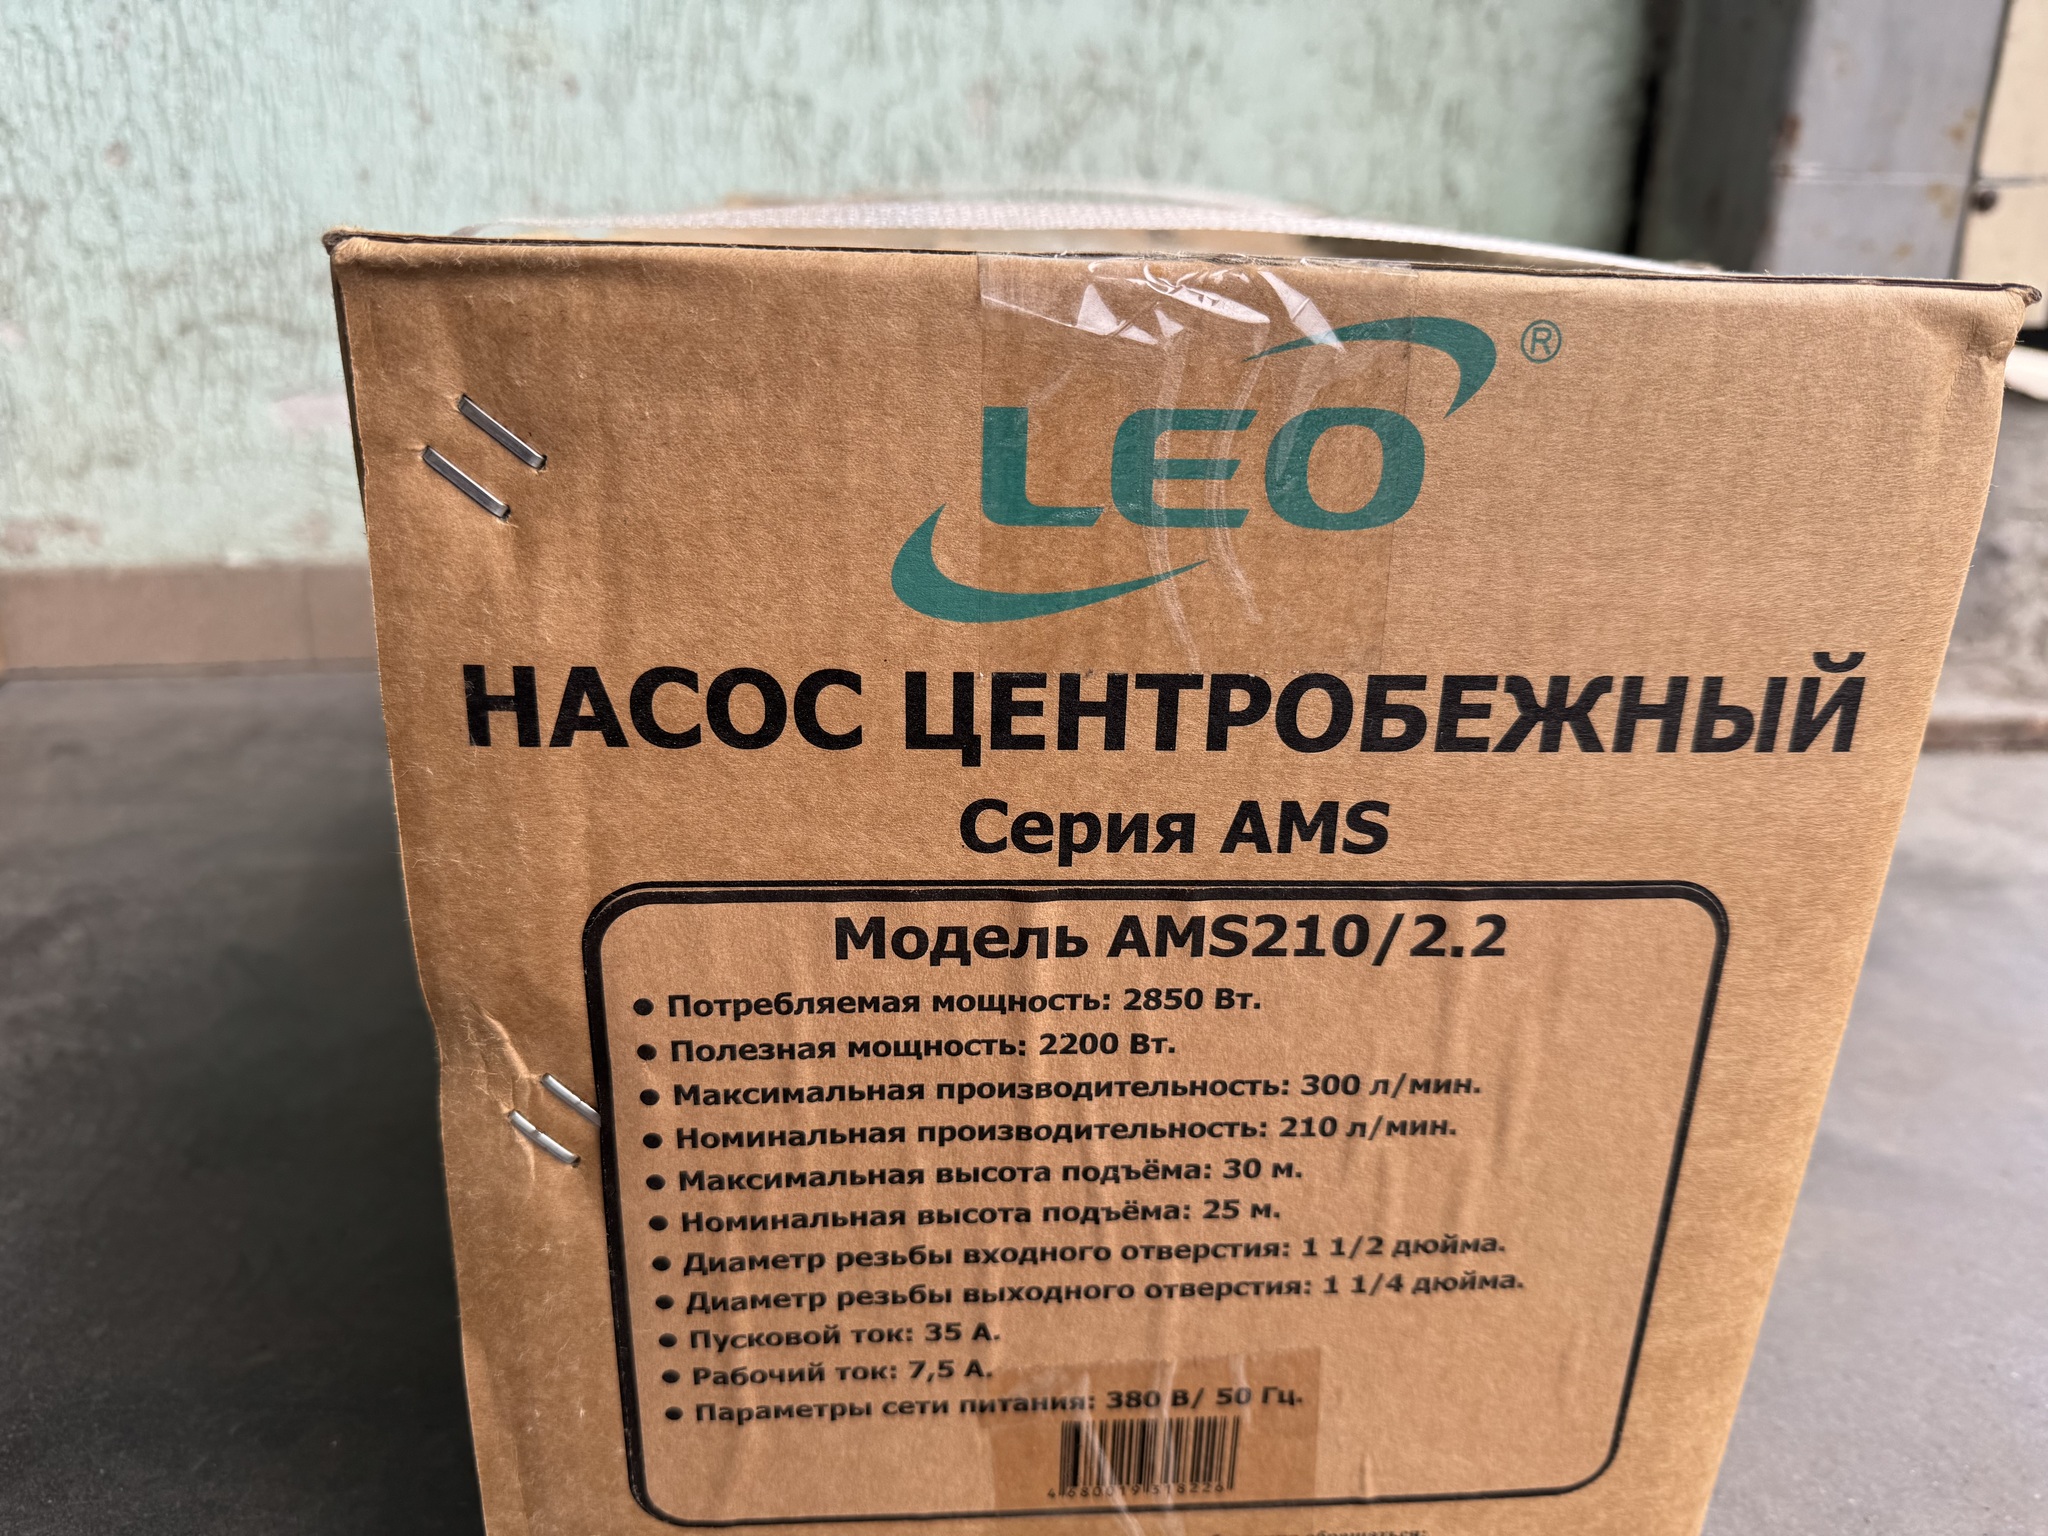 LEO ®
НАСОС ЦЕНТРОБЕЖНЫЙ
Серия AMS
Модель AMS210/2.2
● Потребляемая мощность: 2850 Вт.
● Полезная мощность: 2200 Вт.
● Максимальная производительность: 300 л/мин.
● Номинальная производительность: 210 л/мин.
● Максимальная высота подъёма: 30 м.
● Номинальная высота подъёма: 25 м.
● Диаметр резьбы входного отверстия: 1 1/2 дюйма.
● Диаметр резьбы выходного отверстия: 1 1/4 дюйма.
● Пусковой ток: 35 А.
● Рабочий ток: 7,5 А.
● Параметры сети питания: 380 В/ 50 Гц.
4 680019 518226